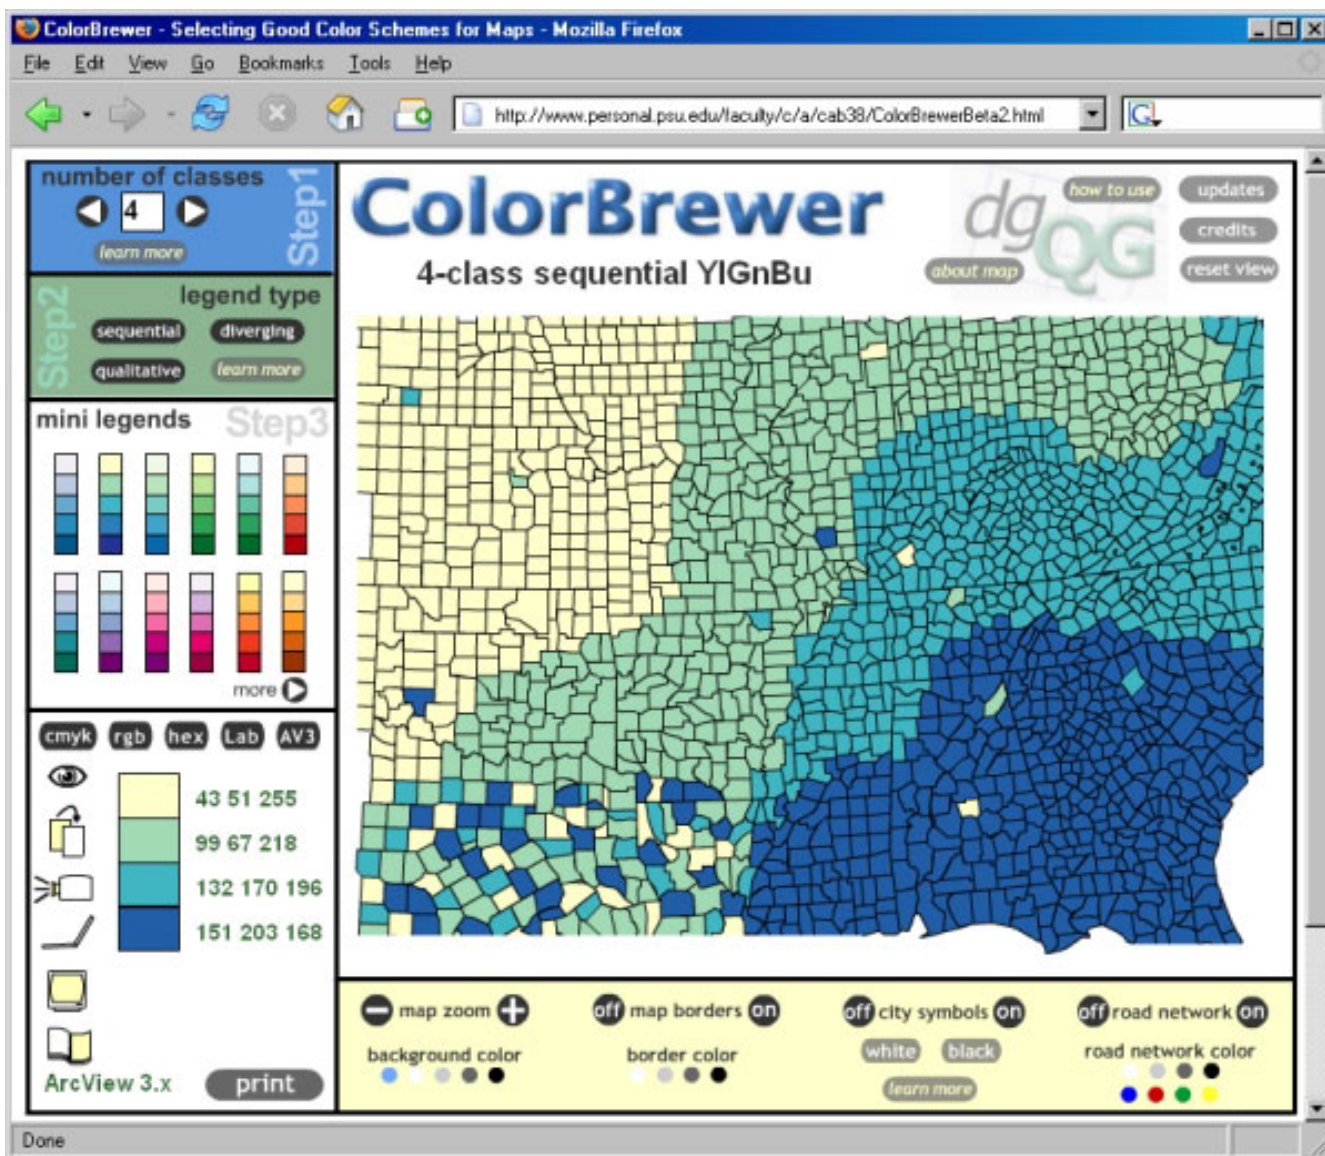 ColorBrewer - Selecting Good Color Schemes for Maps - Mozilla Firefox
File Edit View Go Bookmarks Tools Help
http://www.personal.psu.edu/faculty/c/a/cab38/ColorBrewerBeta2.html
G
number of classes
4
learn more
Step1
Step2
legend type
sequential diverging
qualitative learn more
mini legends
Step3
more
cmyk rgb hex Lab AV3
43 51 255
99 67 218
132 170 196
151 203 168
ArcView 3.x
print
ColorBrewer
4-class sequential YlGnBu
dg
QG
how to use
updates
credits
about map
reset view
map zoom
off map borders on
off city symbols on
off road network on
background color
border color
white black
road network color
learn more
Done